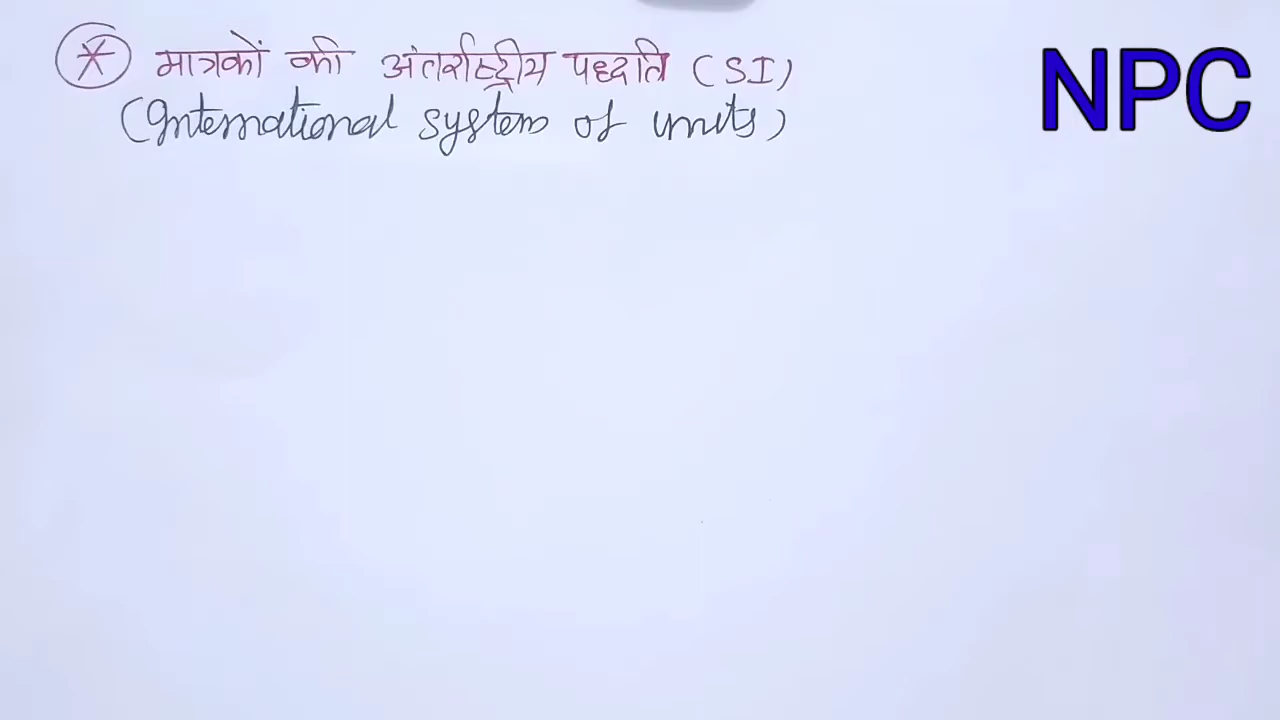 मात्रकों की अंतर्राष्ट्रीय पद्धति (SI)
(International system of units)
NPC